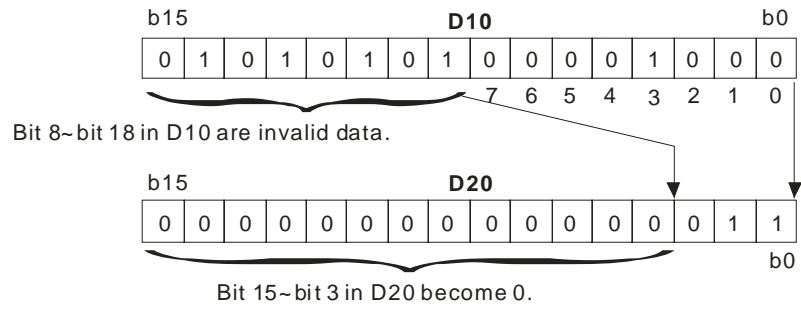 b15 D10 b0
0 1 0 1 0 1 0 1 0 0 0 0 1 0 0 0
7 6 5 4 3 2 1 0
Bit 8~bit 18 in D10 are invalid data.
b15 D20
0 0 0 0 0 0 0 0 0 0 0 0 0 0 1 1
b0
Bit 15~bit 3 in D20 become 0.